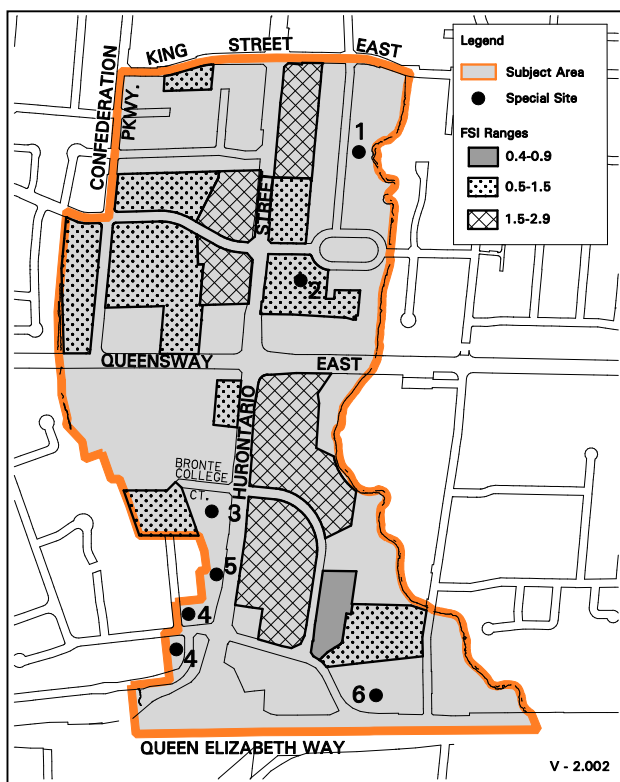 KING STREET EAST
CONFEDERATION
PKWY.
Legend
Subject Area
Special Site
FSI Ranges
0.4-0.9
0.5-1.5
1.5-2.9
1
STREET
2
QUEENSWAY EAST
HURONTARIO
BRONTE
COLLEGE
CT.
3
5
4
4
6
QUEEN ELIZABETH WAY
V - 2.002